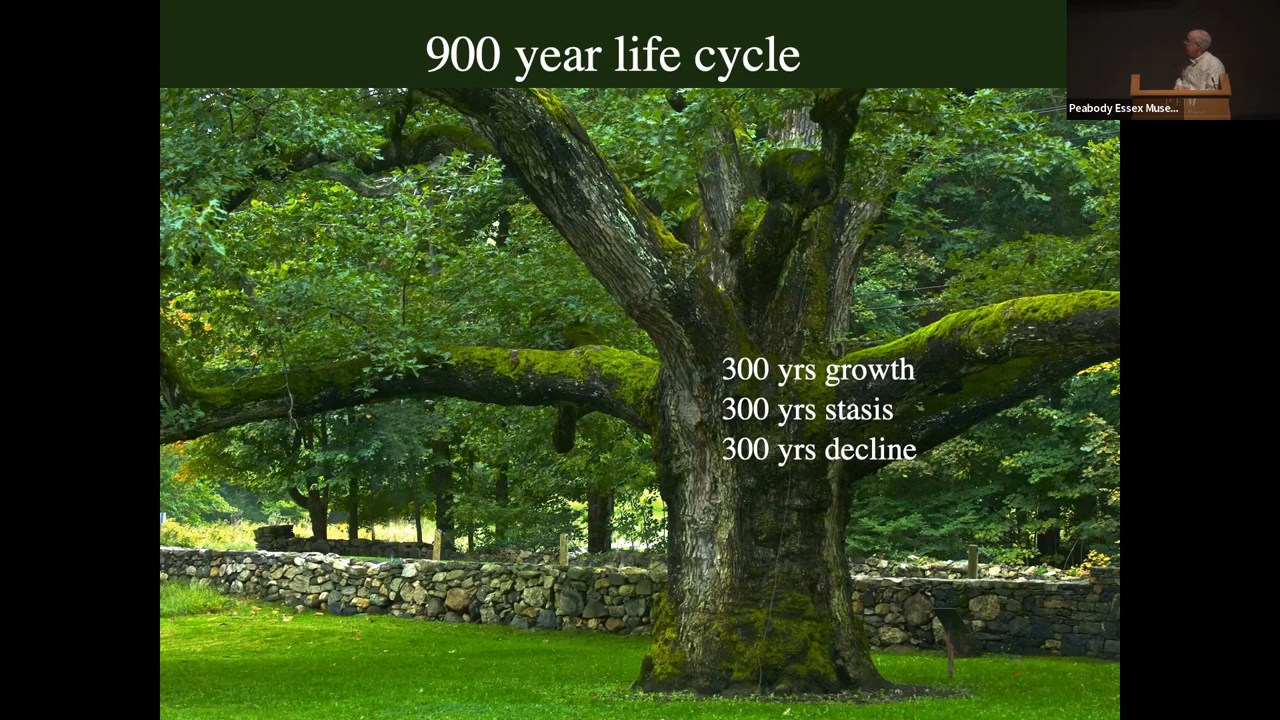 900 year life cycle
Peabody Essex Muse...
300 yrs growth
300 yrs stasis
300 yrs decline